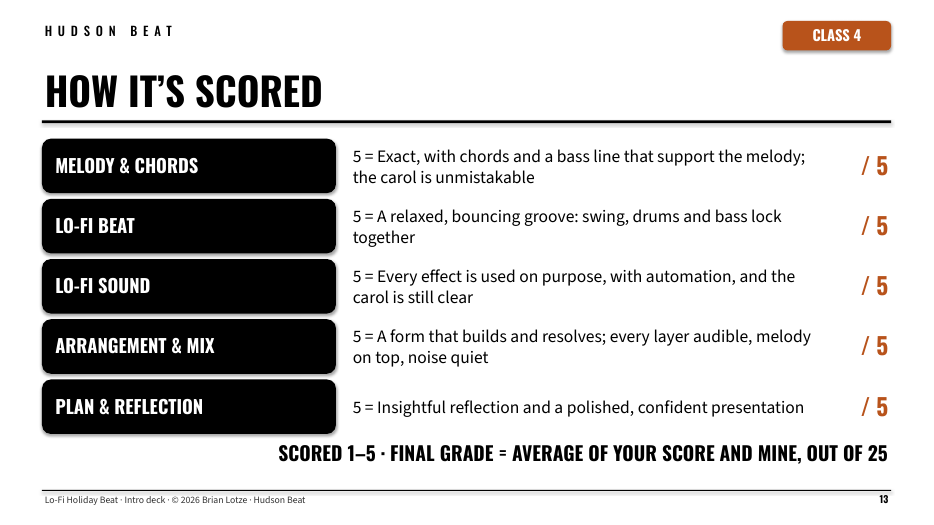 HUDSON BEAT
CLASS 4
HOW IT’S SCORED
MELODY & CHORDS
5 = Exact, with chords and a bass line that support the melody;
the carol is unmistakable
/ 5
LO-FI BEAT
5 = A relaxed, bouncing groove: swing, drums and bass lock
together
/ 5
LO-FI SOUND
5 = Every effect is used on purpose, with automation, and the
carol is still clear
/ 5
ARRANGEMENT & MIX
5 = A form that builds and resolves; every layer audible, melody
on top, noise quiet
/ 5
PLAN & REFLECTION
5 = Insightful reflection and a polished, confident presentation
/ 5
SCORED 1–5 · FINAL GRADE = AVERAGE OF YOUR SCORE AND MINE, OUT OF 25
Lo-Fi Holiday Beat · Intro deck · © 2026 Brian Lotze · Hudson Beat
13